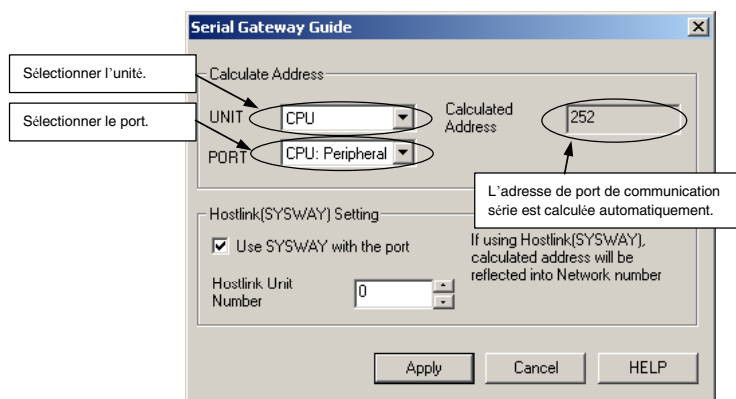 Serial Gateway Guide
Sélectionner l'unité.
Calculate Address
UNIT
CPU
Calculated
Address
252
Sélectionner le port.
PORT
CPU: Peripheral
L'adresse de port de communication
série est calculée automatiquement.
Hostlink(SYSWAY) Setting
Use SYSWAY with the port
If using Hostlink(SYSWAY),
calculated address will be
reflected into Network number
Hostlink Unit
Number
0
Apply
Cancel
HELP